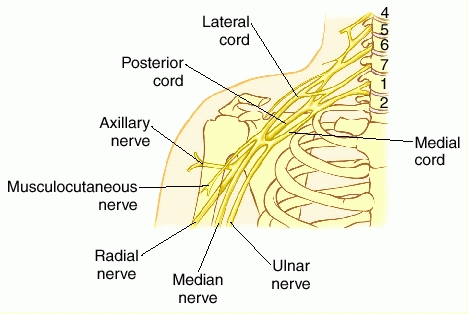 Lateral
cord
Posterior
cord
Axillary
nerve
Musculocutaneous
nerve
Radial
nerve
Median
nerve
Ulnar
nerve
Medial
cord
4
5
6
7
1
2